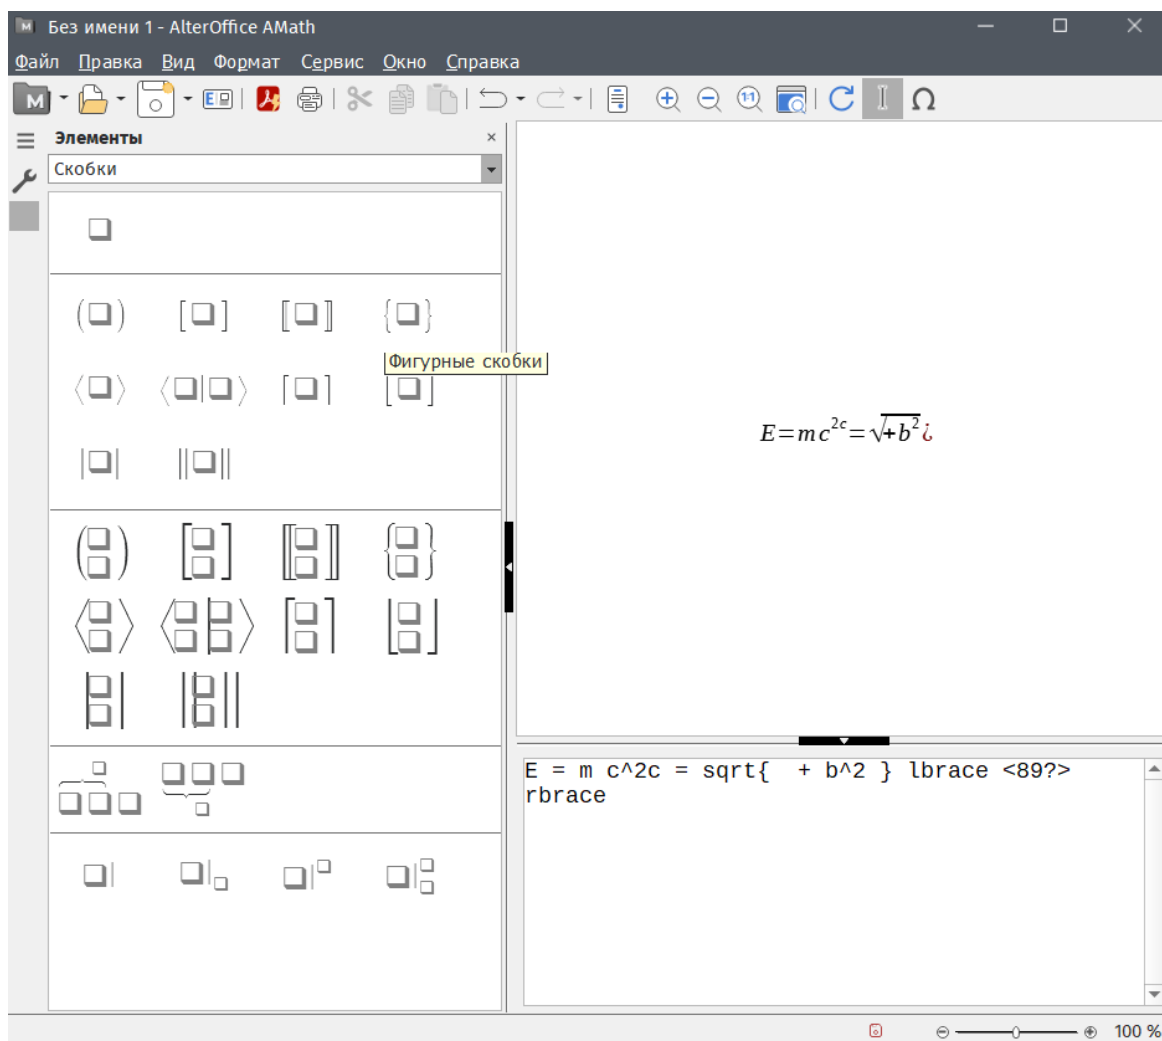 Без имени 1 - AlterOffice AMath
Файл Правка Вид Формат Сервис Окно Справка
Элементы
Скобки
Фигурные скобки
E=mc^2c=√+b^2¿
E = m c^2c = sqrt{  + b^2 } lbrace <89?>
rbrace
100 %